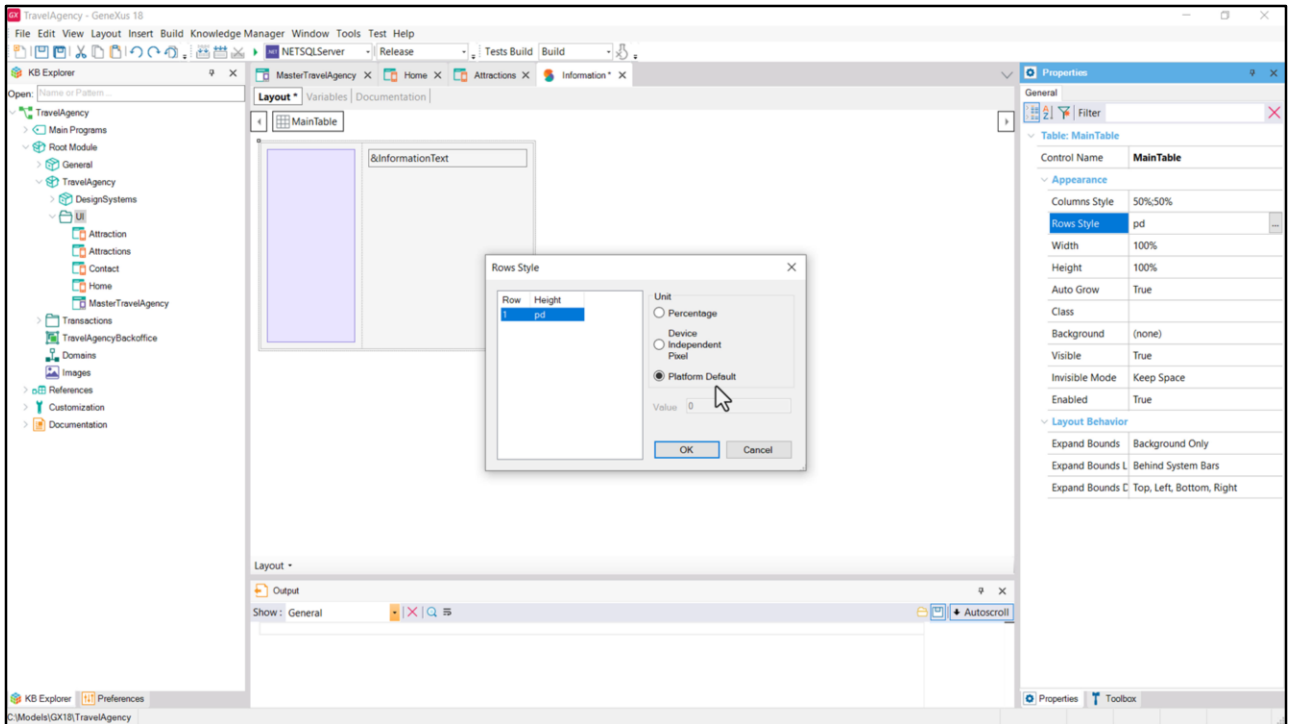 GX TravelAgency - GeneXus 18
File Edit View Layout Insert Build Knowledge Manager Window Tools Test Help
NETSQLServer Release Tests Build Build
KB Explorer
Open: Name or Pattern ...
TravelAgency
Main Programs
Root Module
General
TravelAgency
DesignSystems
UI
Attraction
Attractions
Contact
Home
MasterTravelAgency
Transactions
TravelAgencyBackoffice
Domains
Images
References
Customization
Documentation
KB Explorer Preferences
MasterTravelAgency X Home X Attractions X Information * X
Layout * Variables Documentation
MainTable
&InformationText
Rows Style
Row Height
1 pd
Unit
Percentage
Device
Independent
Pixel
Platform Default
Value 0
OK Cancel
Layout
Output
Show: General
Autoscroll
Properties
General
Filter
Table: MainTable
Control Name MainTable
Appearance
Columns Style 50%;50%
Rows Style pd ...
Width 100%
Height 100%
Auto Grow True
Class
Background (none)
Visible True
Invisible Mode Keep Space
Enabled True
Layout Behavior
Expand Bounds Background Only
Expand Bounds L Behind System Bars
Expand Bounds D Top, Left, Bottom, Right
Properties Toolbox
C:\Models\GX18\TravelAgency